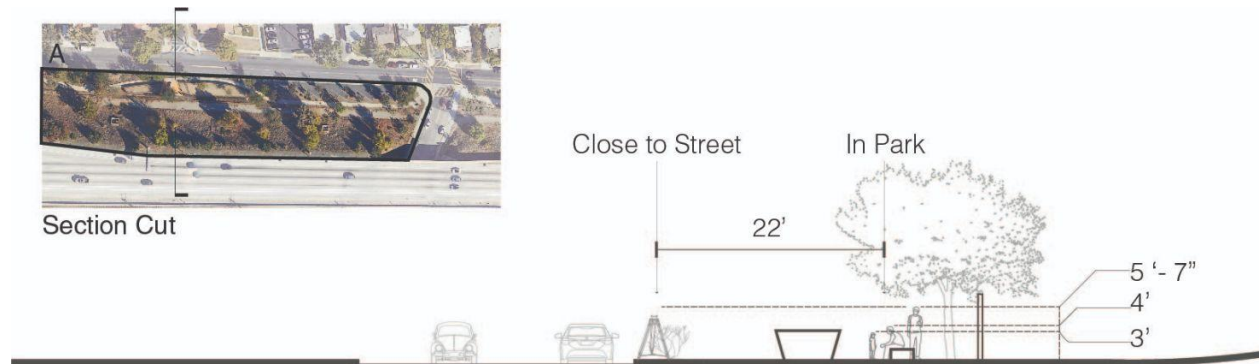 A
Section Cut
Close to Street
In Park
22’
5 ‘- 7”
4’
3’